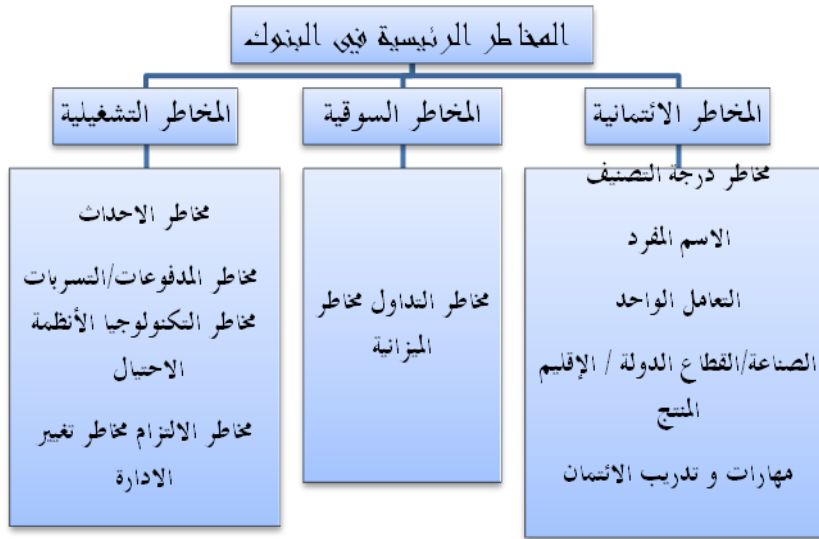 المخاطر الرئيسية في البنوك
المخاطر الائتمانية
مخاطر درجة التصنيف
الاسم المفرد
التعامل الواحد
الصناعة/القطاع الدولة / الإقليم
المنتج
مهارات و تدريب الائتمان
المخاطر السوقية
مخاطر التداول مخاطر
الميزانية
المخاطر التشغيلية
مخاطر الاحداث
مخاطر المدفوعات/التسربات
مخاطر التكنولوجيا الأنظمة
الاحتيال
مخاطر الالتزام مخاطر تغيير
الادارة